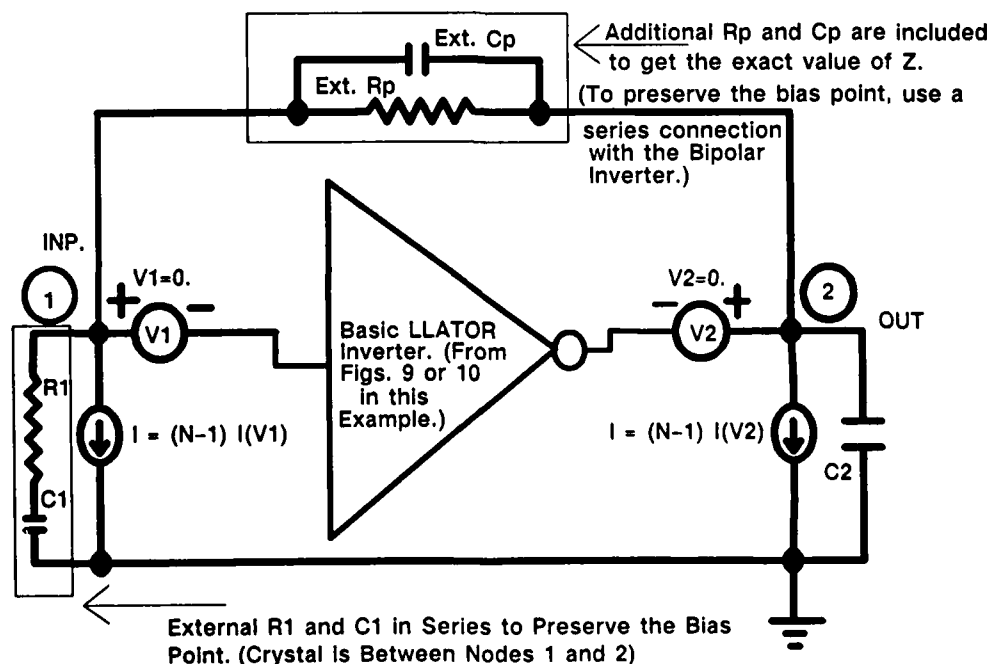 Ext. Cp
Ext. Rp
Additional Rp and Cp are included
to get the exact value of Z.
(To preserve the bias point, use a
series connection
with the Bipolar
Inverter.)
INP.
1
V1=0.
+
-
V1
Basic LLATOR
Inverter. (From
Figs. 9 or 10
in this
Example.)
V2=0.
-
+
V2
2
OUT
R1
C1
I = (N-1) I(V1)
I = (N-1) I(V2)
C2
External R1 and C1 in Series to Preserve the Bias
Point. (Crystal is Between Nodes 1 and 2)